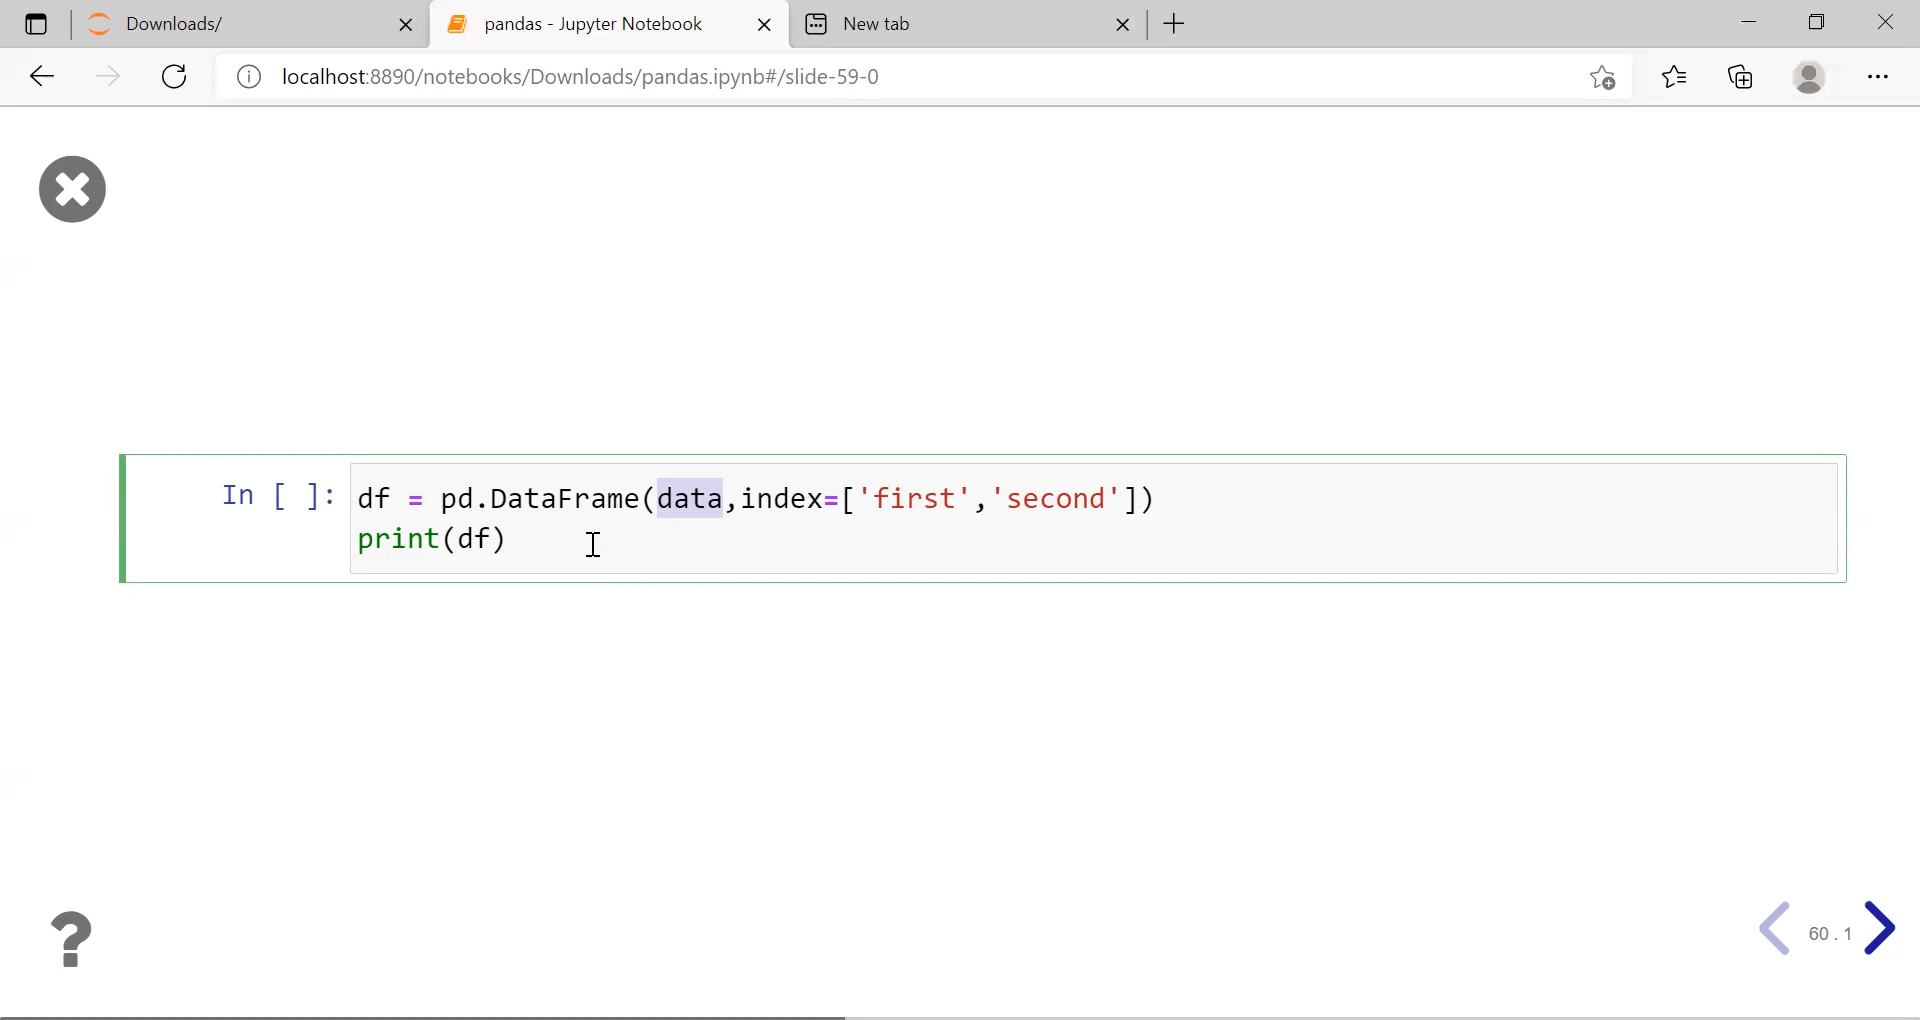 Downloads/
pandas - Jupyter Notebook
New tab
localhost:8890/notebooks/Downloads/pandas.ipynb#/slide-59-0
In [ ]:
df = pd.DataFrame(data,index=['first','second'])
print(df)
?
60 . 1